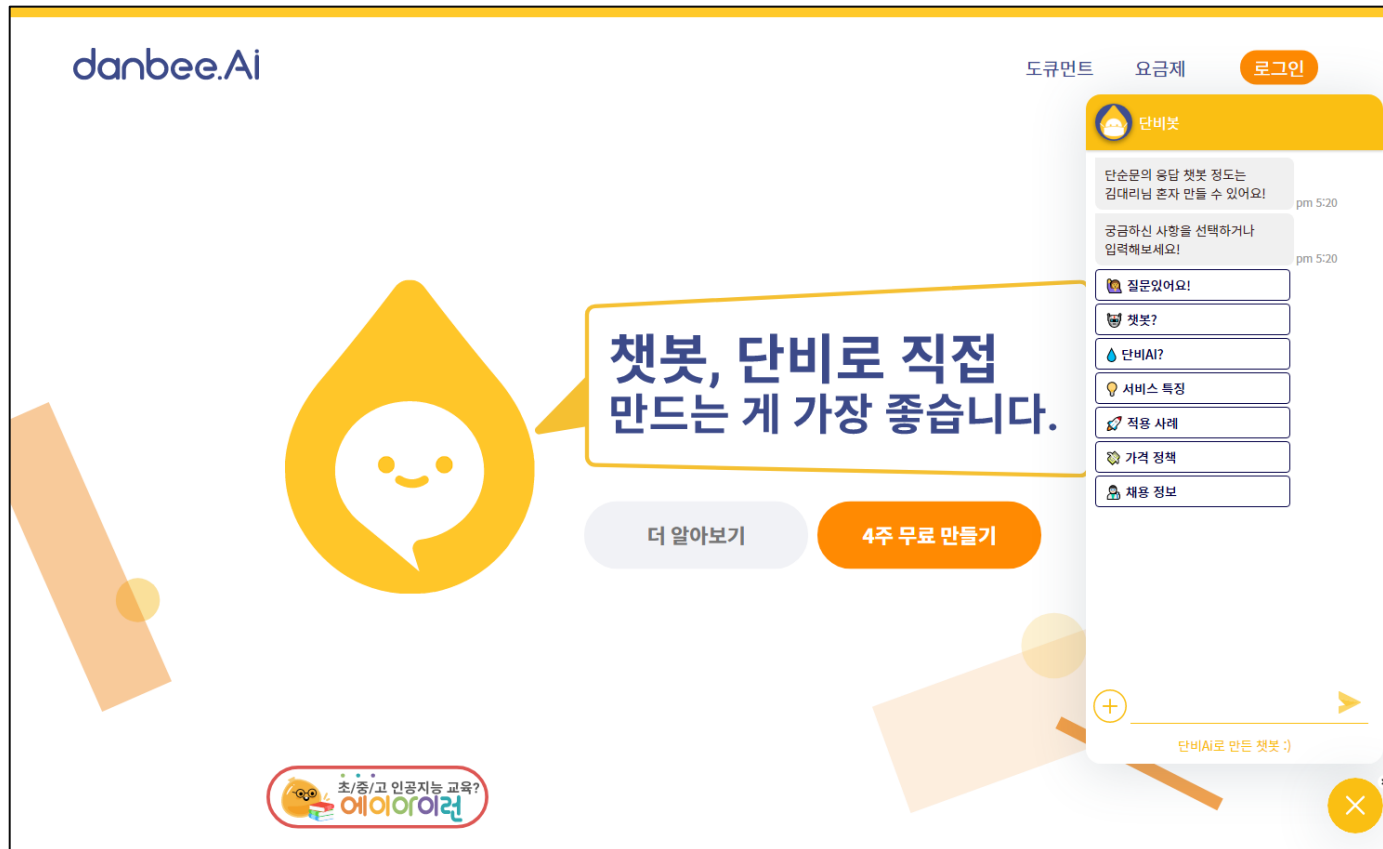 danbee.Ai
도큐먼트
요금제
로그인
단비봇
단순문의 응답 챗봇 정도는
김대리님 혼자 만들 수 있어요!
pm 5:20
궁금하신 사항을 선택하거나
입력해보세요!
pm 5:20
질문있어요!
챗봇?
단비AI?
서비스 특징
적용 사례
가격 정책
채용 정보
단비Ai로 만든 챗봇 :)
챗봇, 단비로 직접
만드는 게 가장 좋습니다.
더 알아보기
4주 무료 만들기
초/중/고 인공지능 교육?
에이아이런